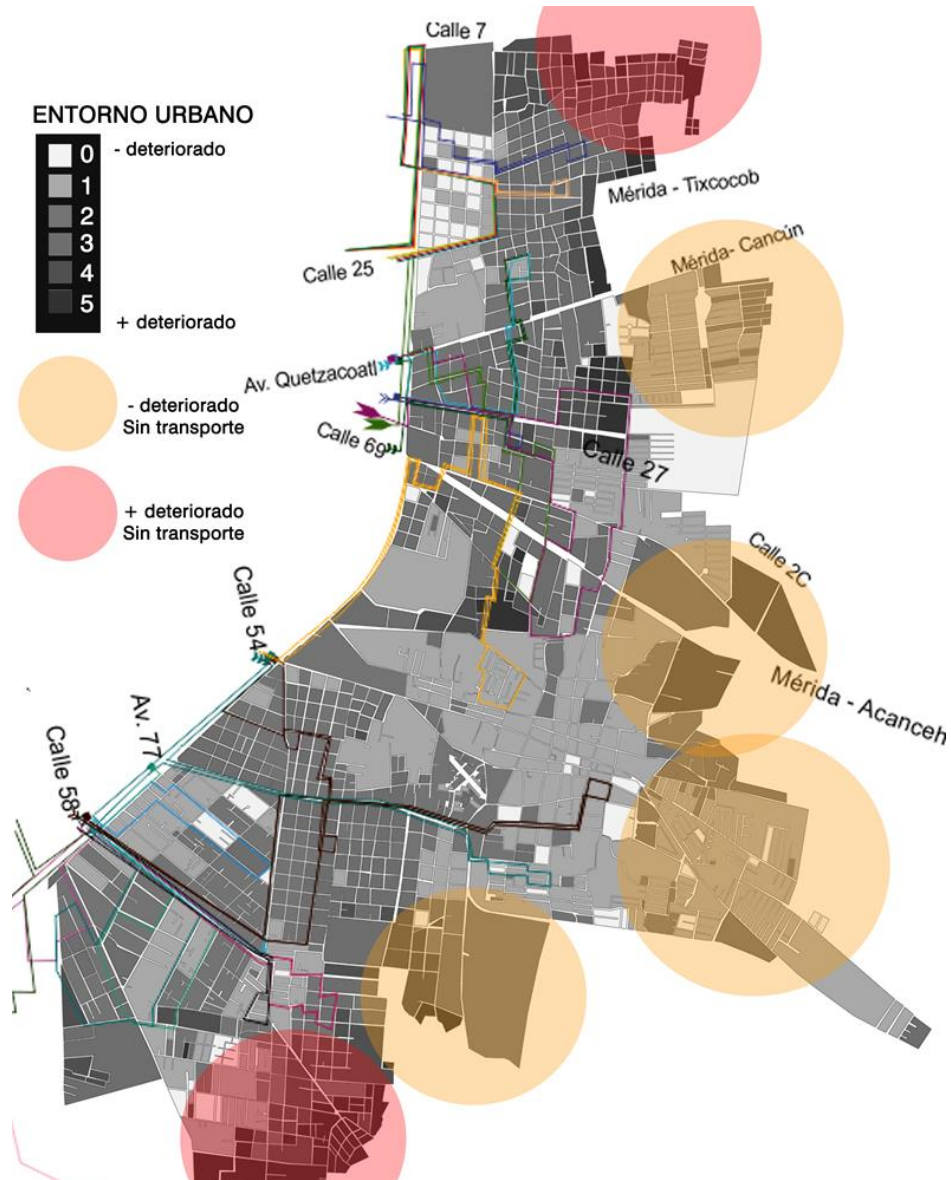 Calle 7
ENTORNO URBANO
0 - deteriorado
1
2
3
4
5
+ deteriorado
- deteriorado
Sin transporte
+ deteriorado
Sin transporte
Mérida - Tixcocob
Calle 25
Mérida- Cancún
Av. Quetzacoatl
Calle 69
Calle 27
Calle 2C
Calle 54
Mérida - Acanceh
Av. 77
Calle 58